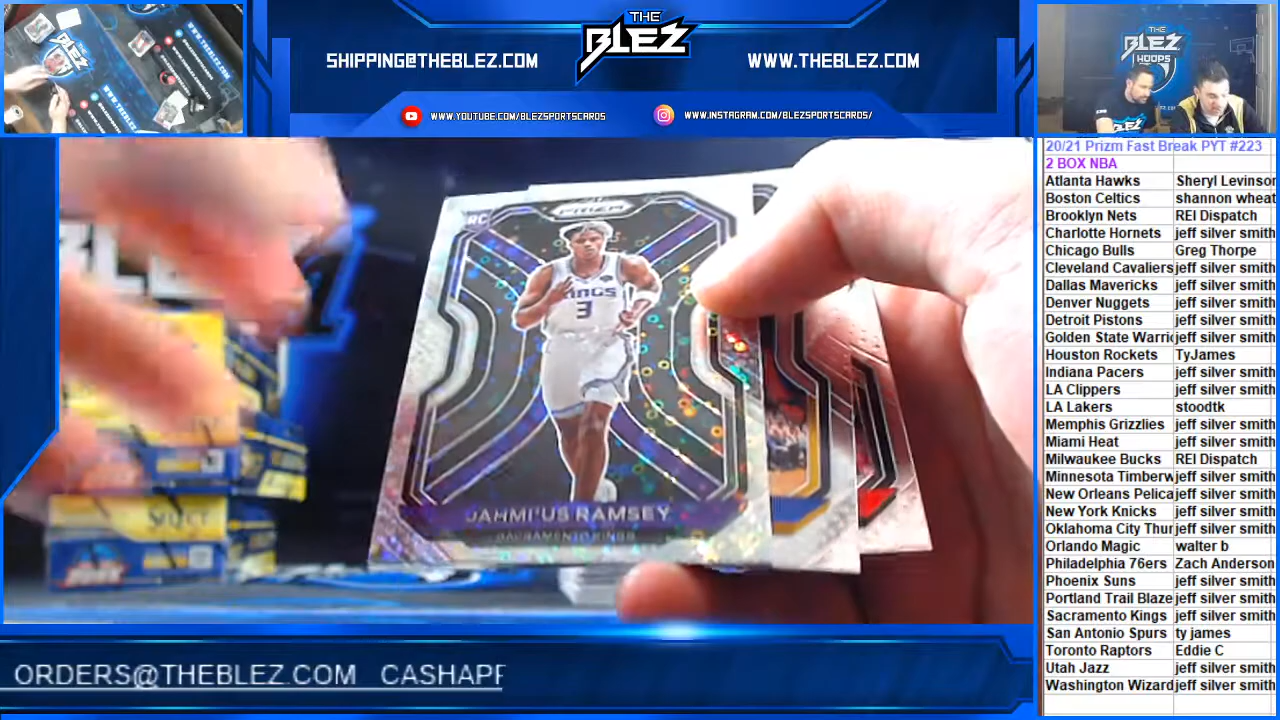 THE
BLEZ
SHIPPING@THEBLEZ.COM
WWW.THEBLEZ.COM
WWW.YOUTUBE.COM/BLEZSPORTSCARDS
WWW.INSTAGRAM.COM/BLEZSPORTSCARDS/
THE
BLEZ
HOOPS
20/21 Prizm Fast Break PYT #223
2 BOX NBA
Atlanta Hawks Sheryl Levinson
Boston Celtics shannon wheat
Brooklyn Nets REI Dispatch
Charlotte Hornets jeff silver smith
Chicago Bulls Greg Thorpe
Cleveland Cavaliers jeff silver smith
Dallas Mavericks jeff silver smith
Denver Nuggets jeff silver smith
Detroit Pistons jeff silver smith
Golden State Warric jeff silver smith
Houston Rockets TyJames
Indiana Pacers jeff silver smith
LA Clippers jeff silver smith
LA Lakers stoodtk
Memphis Grizzlies jeff silver smith
Miami Heat jeff silver smith
Milwaukee Bucks REI Dispatch
Minnesota Timberw jeff silver smith
New Orleans Pelica jeff silver smith
New York Knicks jeff silver smith
Oklahoma City Thun jeff silver smith
Orlando Magic walter b
Philadelphia 76ers Zach Anderson
Phoenix Suns jeff silver smith
Portland Trail Blaze jeff silver smith
Sacramento Kings jeff silver smith
San Antonio Spurs ty james
Toronto Raptors Eddie C
Utah Jazz jeff silver smith
Washington Wizard jeff silver smith
RC
PRIZM
KINGS
3
JAHMI'US RAMSEY
SACRAMENTO KINGS
SELECT
ORDERS@THEBLEZ.COM CASHAPP